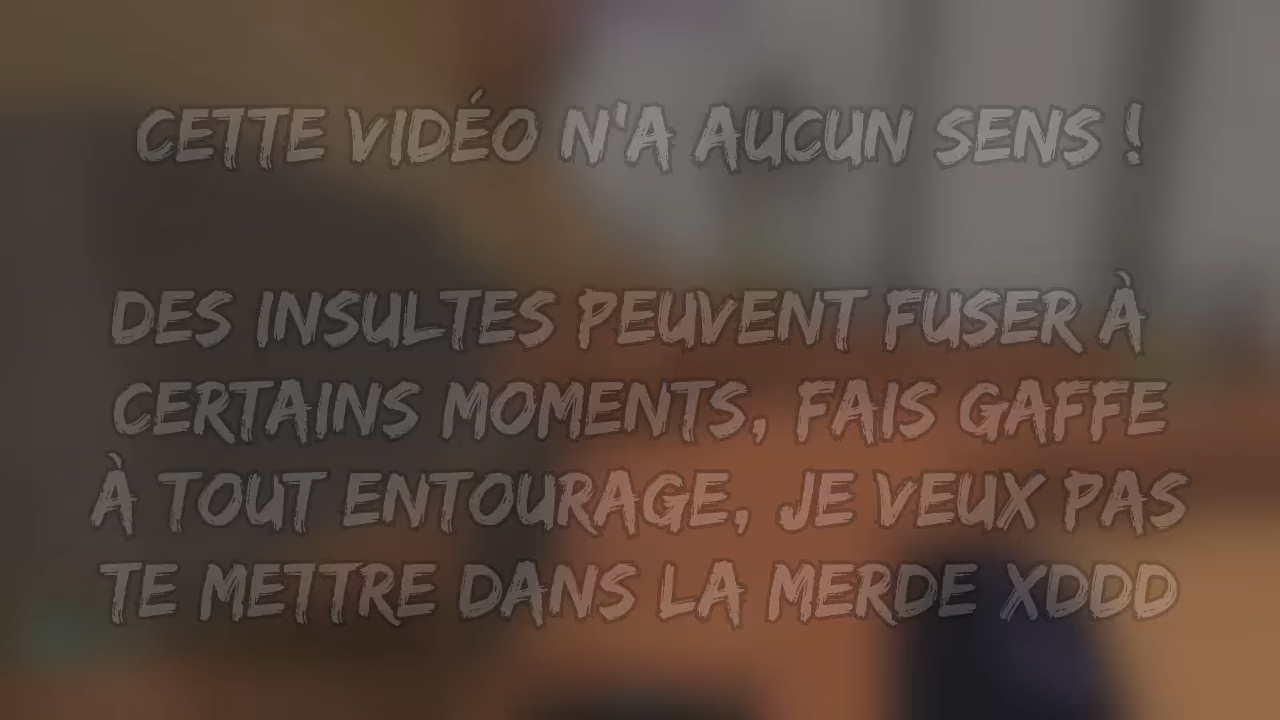 CETTE VIDÉO N'A AUCUN SENS !
DES INSULTES PEUVENT FUSER À
CERTAINS MOMENTS, FAIS GAFFE
À TOUT ENTOURAGE, JE VEUX PAS
TE METTRE DANS LA MERDE XDDD